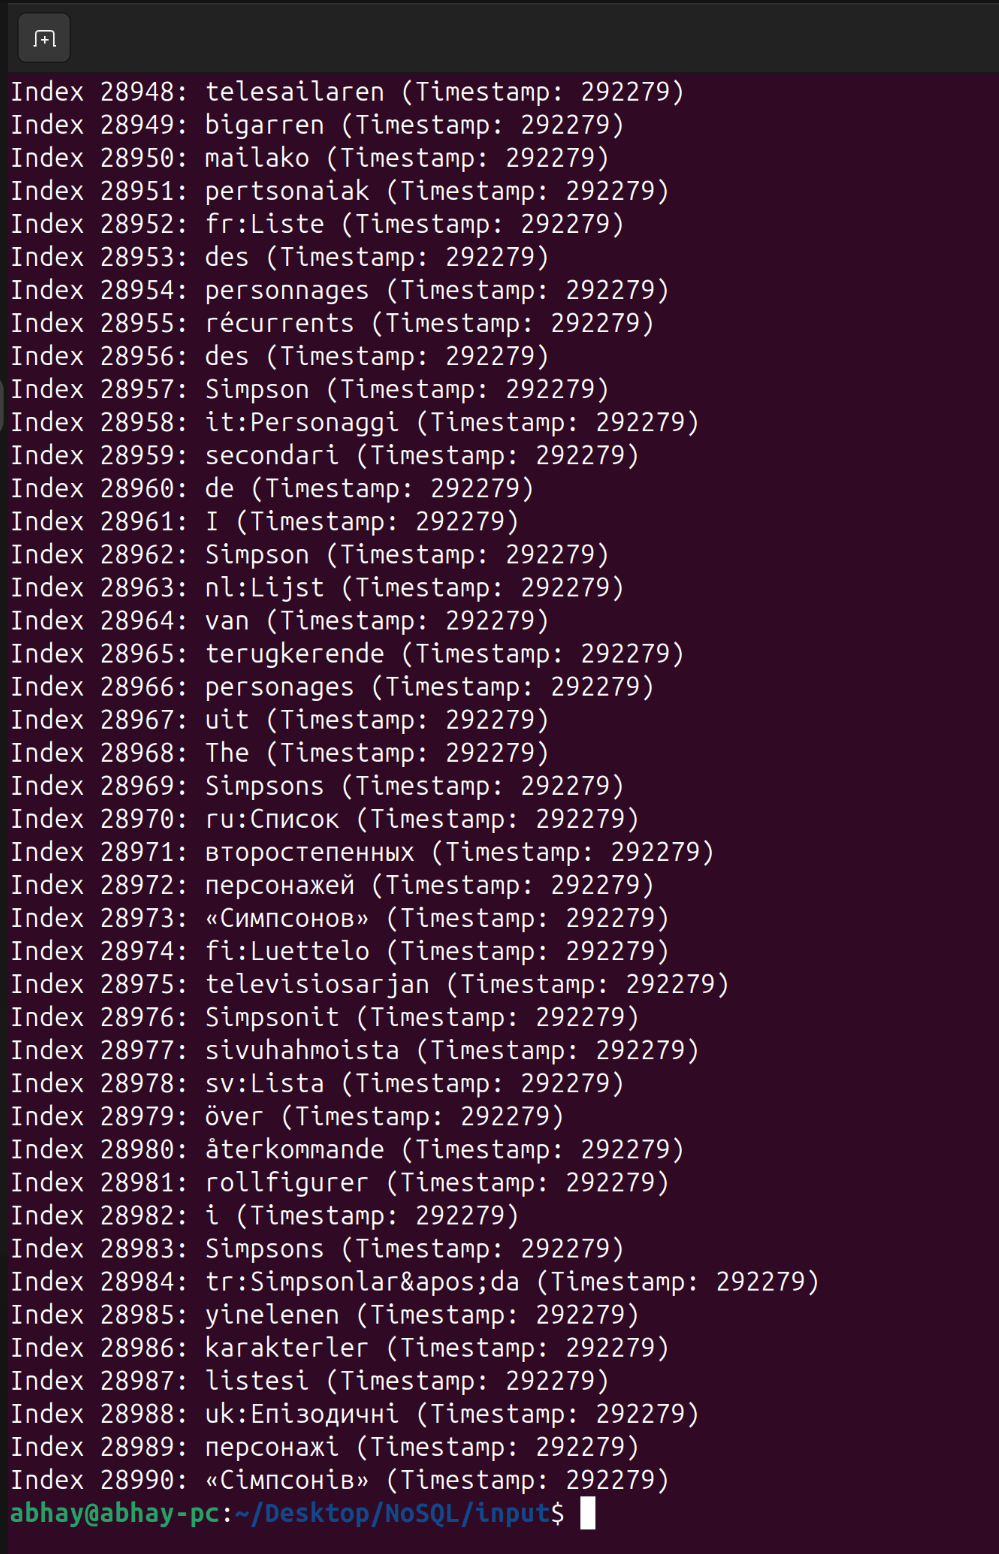 Index 28948: telesailaren (Timestamp: 292279)
Index 28949: bigarren (Timestamp: 292279)
Index 28950: mailako (Timestamp: 292279)
Index 28951: pertsonaiak (Timestamp: 292279)
Index 28952: fr:Liste (Timestamp: 292279)
Index 28953: des (Timestamp: 292279)
Index 28954: personnages (Timestamp: 292279)
Index 28955: récurrents (Timestamp: 292279)
Index 28956: des (Timestamp: 292279)
Index 28957: Simpson (Timestamp: 292279)
Index 28958: it:Personaggi (Timestamp: 292279)
Index 28959: secondari (Timestamp: 292279)
Index 28960: de (Timestamp: 292279)
Index 28961: I (Timestamp: 292279)
Index 28962: Simpson (Timestamp: 292279)
Index 28963: nl:Lijst (Timestamp: 292279)
Index 28964: van (Timestamp: 292279)
Index 28965: terugkerende (Timestamp: 292279)
Index 28966: personages (Timestamp: 292279)
Index 28967: uit (Timestamp: 292279)
Index 28968: The (Timestamp: 292279)
Index 28969: Simpsons (Timestamp: 292279)
Index 28970: ru:Список (Timestamp: 292279)
Index 28971: второстепенных (Timestamp: 292279)
Index 28972: персонажей (Timestamp: 292279)
Index 28973: «Симпсонов» (Timestamp: 292279)
Index 28974: fi:Luettelo (Timestamp: 292279)
Index 28975: televisiosarjan (Timestamp: 292279)
Index 28976: Simpsonit (Timestamp: 292279)
Index 28977: sivuhahmoista (Timestamp: 292279)
Index 28978: sv:Lista (Timestamp: 292279)
Index 28979: över (Timestamp: 292279)
Index 28980: återkommande (Timestamp: 292279)
Index 28981: rollfigurer (Timestamp: 292279)
Index 28982: i (Timestamp: 292279)
Index 28983: Simpsons (Timestamp: 292279)
Index 28984: tr:Simpsonlar&apos;da (Timestamp: 292279)
Index 28985: yinelenen (Timestamp: 292279)
Index 28986: karakterler (Timestamp: 292279)
Index 28987: listesi (Timestamp: 292279)
Index 28988: uk:Епізодичні (Timestamp: 292279)
Index 28989: персонажі (Timestamp: 292279)
Index 28990: «Сімпсонів» (Timestamp: 292279)
abhay@abhay-pc:~/Desktop/NoSQL/input$